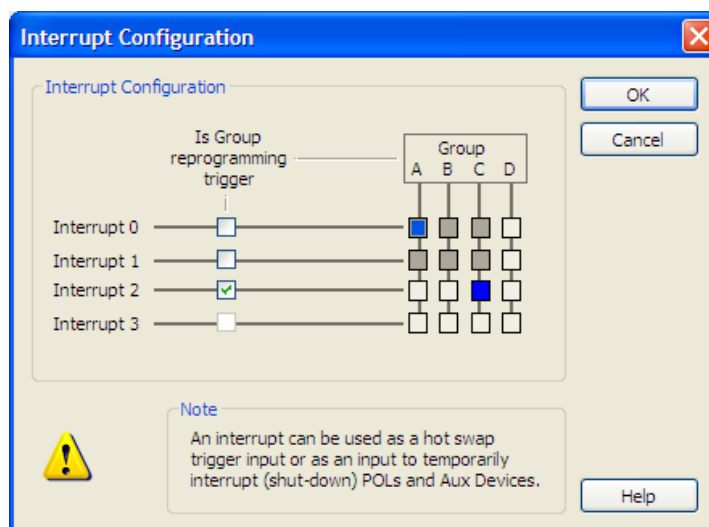 Interrupt Configuration
Interrupt Configuration
OK
Cancel
Is Group
reprogramming
trigger
Group
A B C D
Interrupt 0
Interrupt 1
Interrupt 2
Interrupt 3
Note
An interrupt can be used as a hot swap
trigger input or as an input to temporarily
interrupt (shut-down) POLs and Aux Devices.
Help